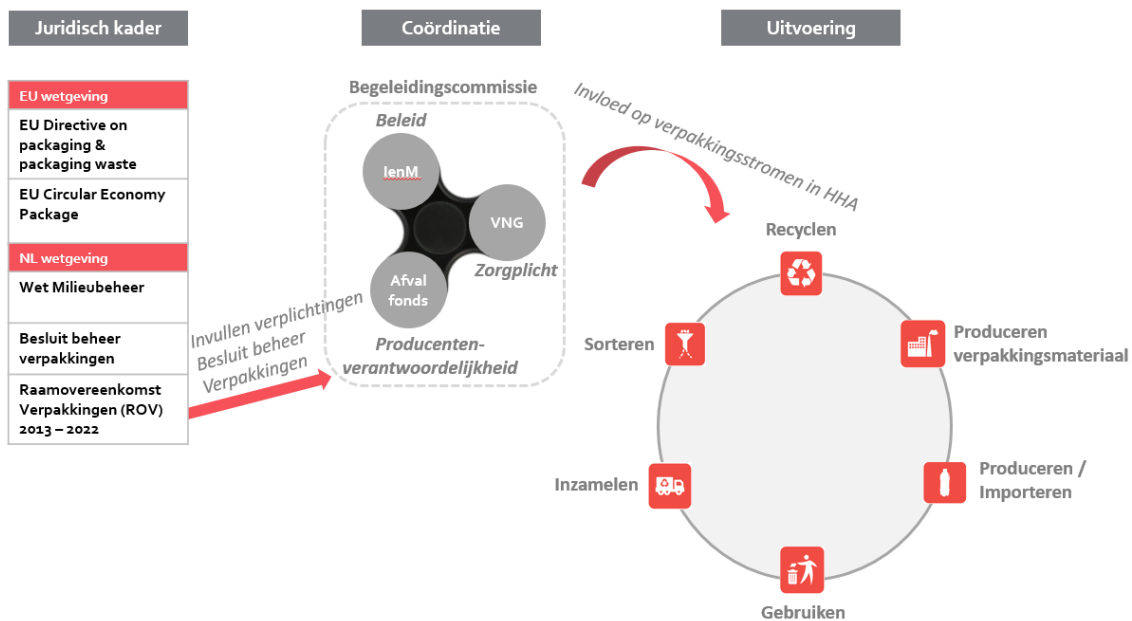 Juridisch kader
Coördinatie
Uitvoering
EU wetgeving
EU Directive on
packaging &
packaging waste
EU Circular Economy
Package
NL wetgeving
Wet Milieubeheer
Besluit beheer
verpakkingen
Raamovereenkomst
Verpakkingen (ROV)
2013 – 2022
Invullen verplichtingen
Besluit beheer
Verpakkingen
Begeleidingscommissie
Beleid
IenM
VNG
Zorgplicht
Afval
fonds
Producenten-
verantwoordelijkheid
Invloed op verpakkingsstromen in HHA
Recyclen
Produceren
verpakkingsmateriaal
Produceren /
Importeren
Gebruiken
Inzamelen
Sorteren